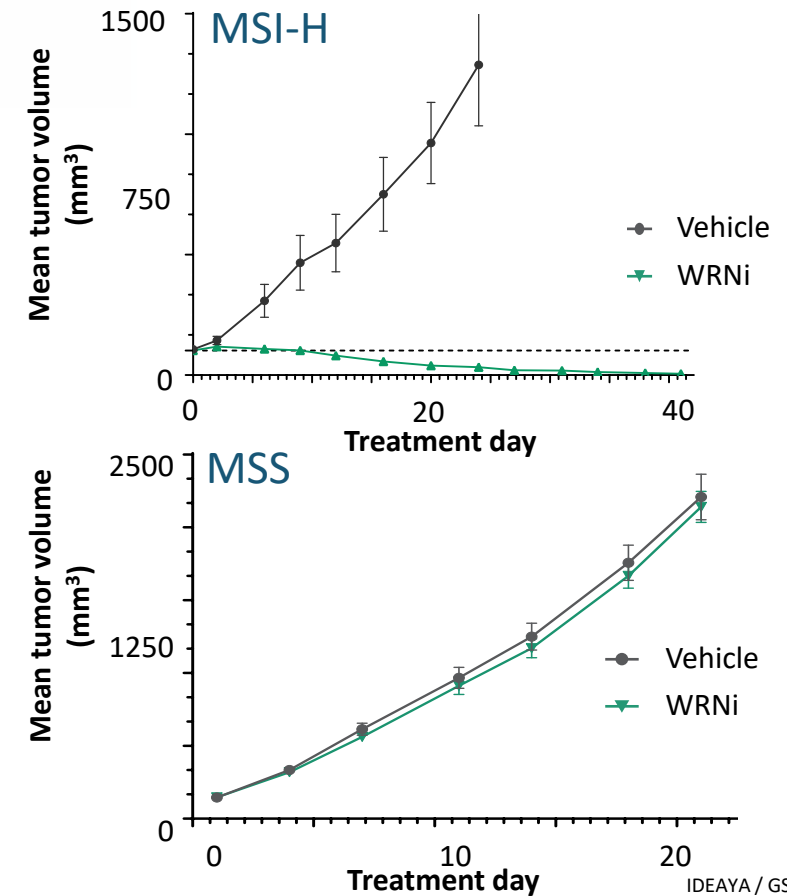 1500
MSI-H
Mean tumor volume
(mm³)
750
Vehicle
WRNi
0
0
20
40
Treatment day
2500
MSS
Mean tumor volume
(mm³)
1250
Vehicle
WRNi
0
0
10
20
Treatment day
IDEAYA / GS